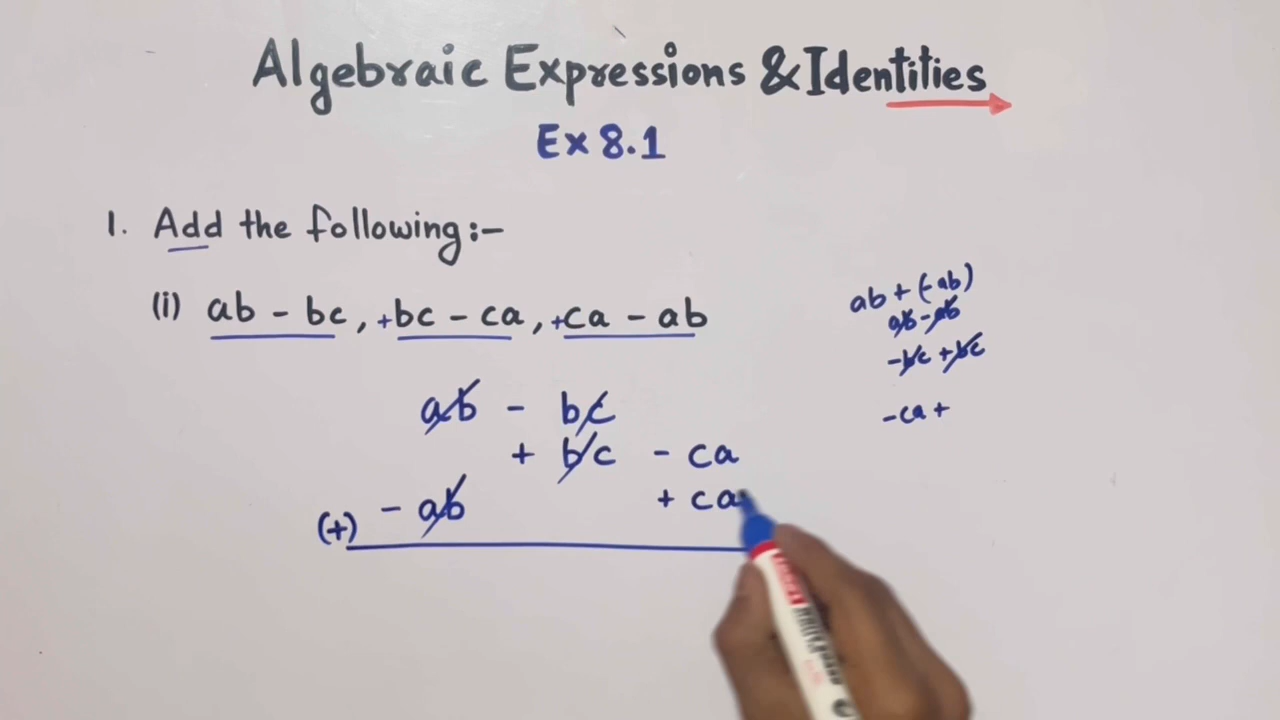 Algebraic Expressions & Identities
Ex 8.1
1. Add the following:-
(i) ab - bc, +bc - ca, +ca - ab
ab + (-ab)
ab - ab
-bc + bc
-ca +
ab - bc
+ bc - ca
(+) - ab + ca